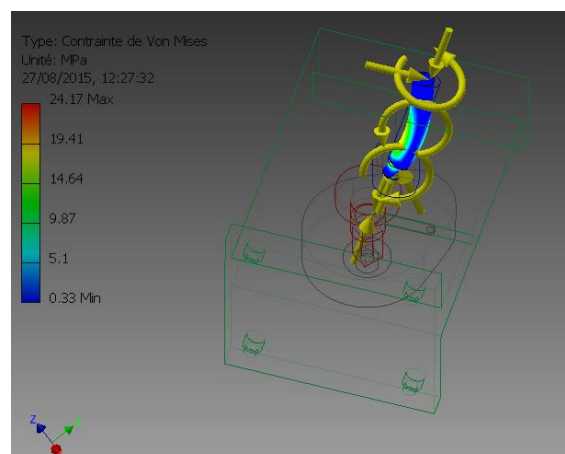 Type: Contrainte de Von Mises
Unité: MPa
27/08/2015, 12:27:32
24.17 Max
19.41
14.64
9.87
5.1
0.33 Min
Z